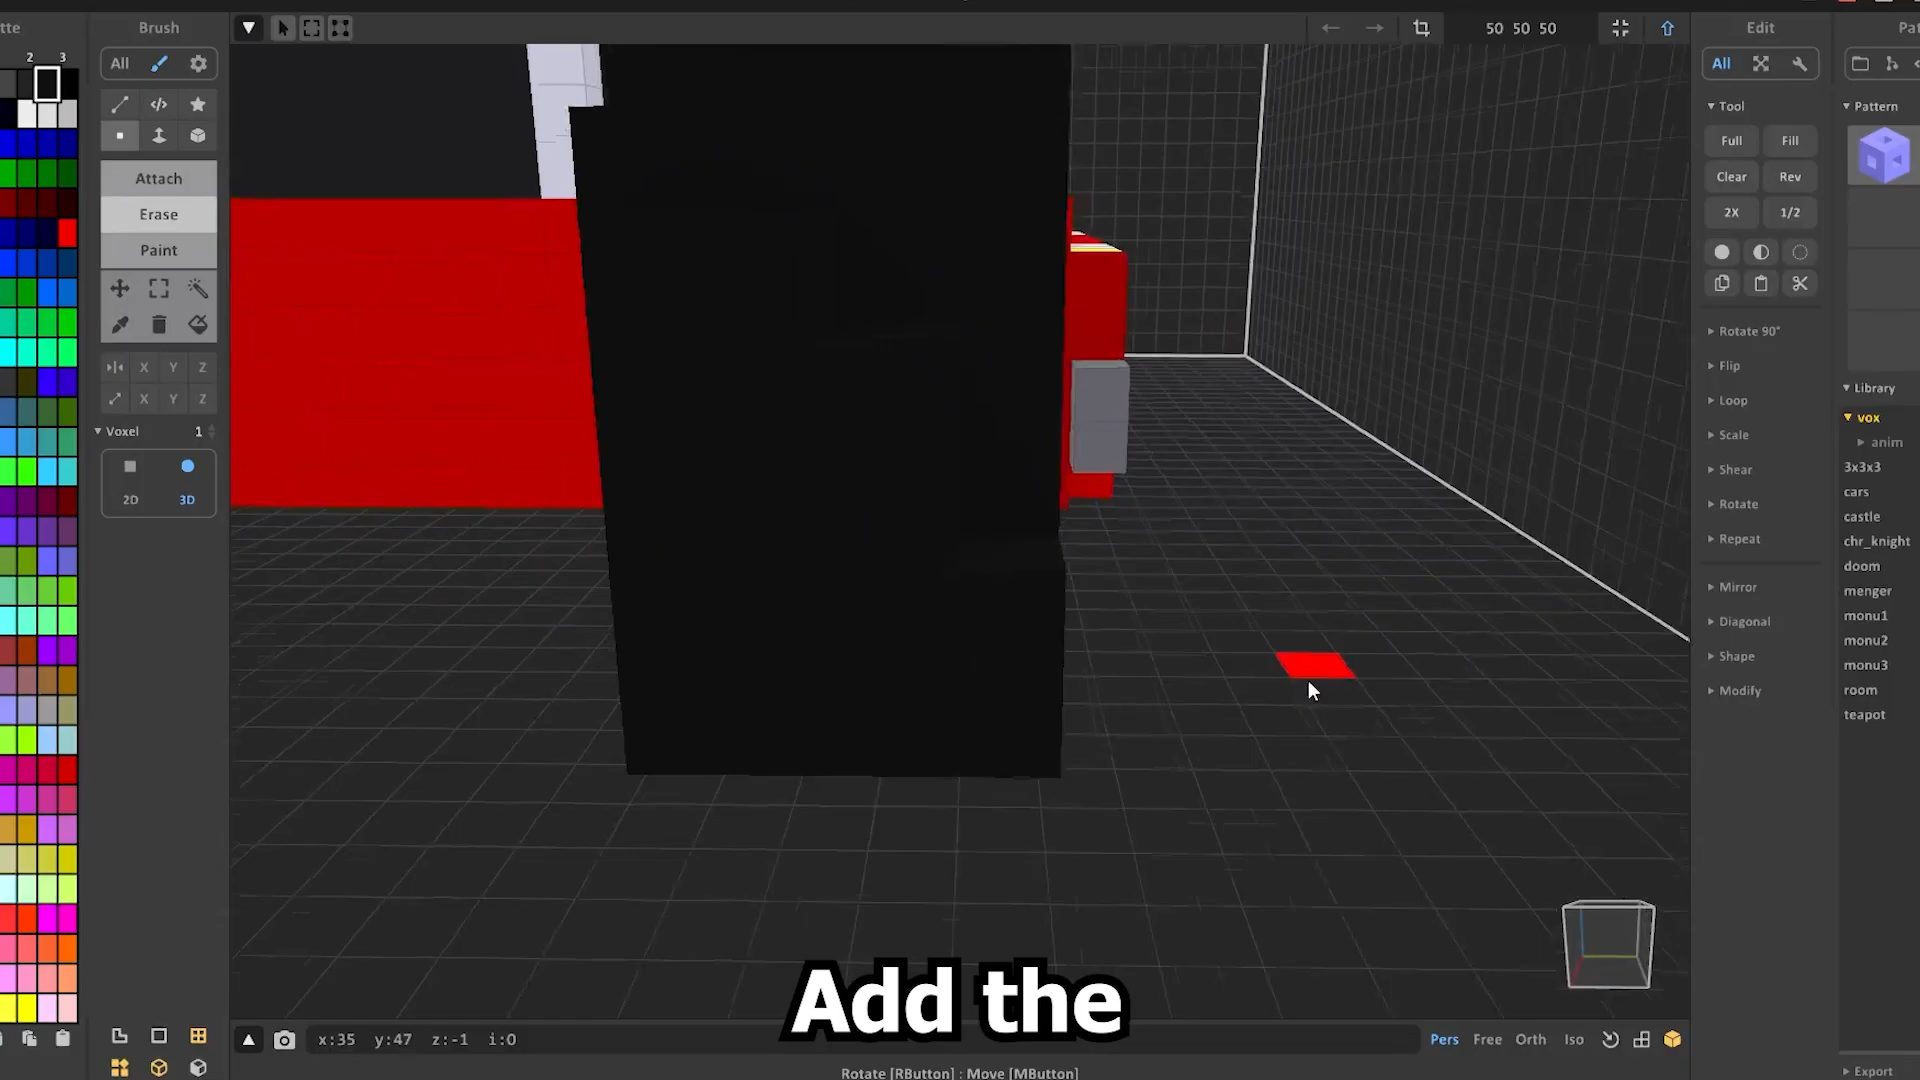 tte
Brush
50 50 50
Edit
Pat
2 3
All
All
Tool
Pattern
Full
Fill
Clear
Rev
2X
1/2
Attach
Erase
Paint
X Y Z
X Y Z
Voxel 1
2D 3D
Rotate 90°
Flip
Loop
Scale
Shear
Rotate
Repeat
Mirror
Diagonal
Shape
Modify
Library
vox
anim
3x3x3
cars
castle
chr_knight
doom
menger
monu1
monu2
monu3
room
teapot
Add the
x:35 y:47 z:-1 i:0
Pers Free Orth Iso
Rotate [RButton] : Move [MButton]
Export